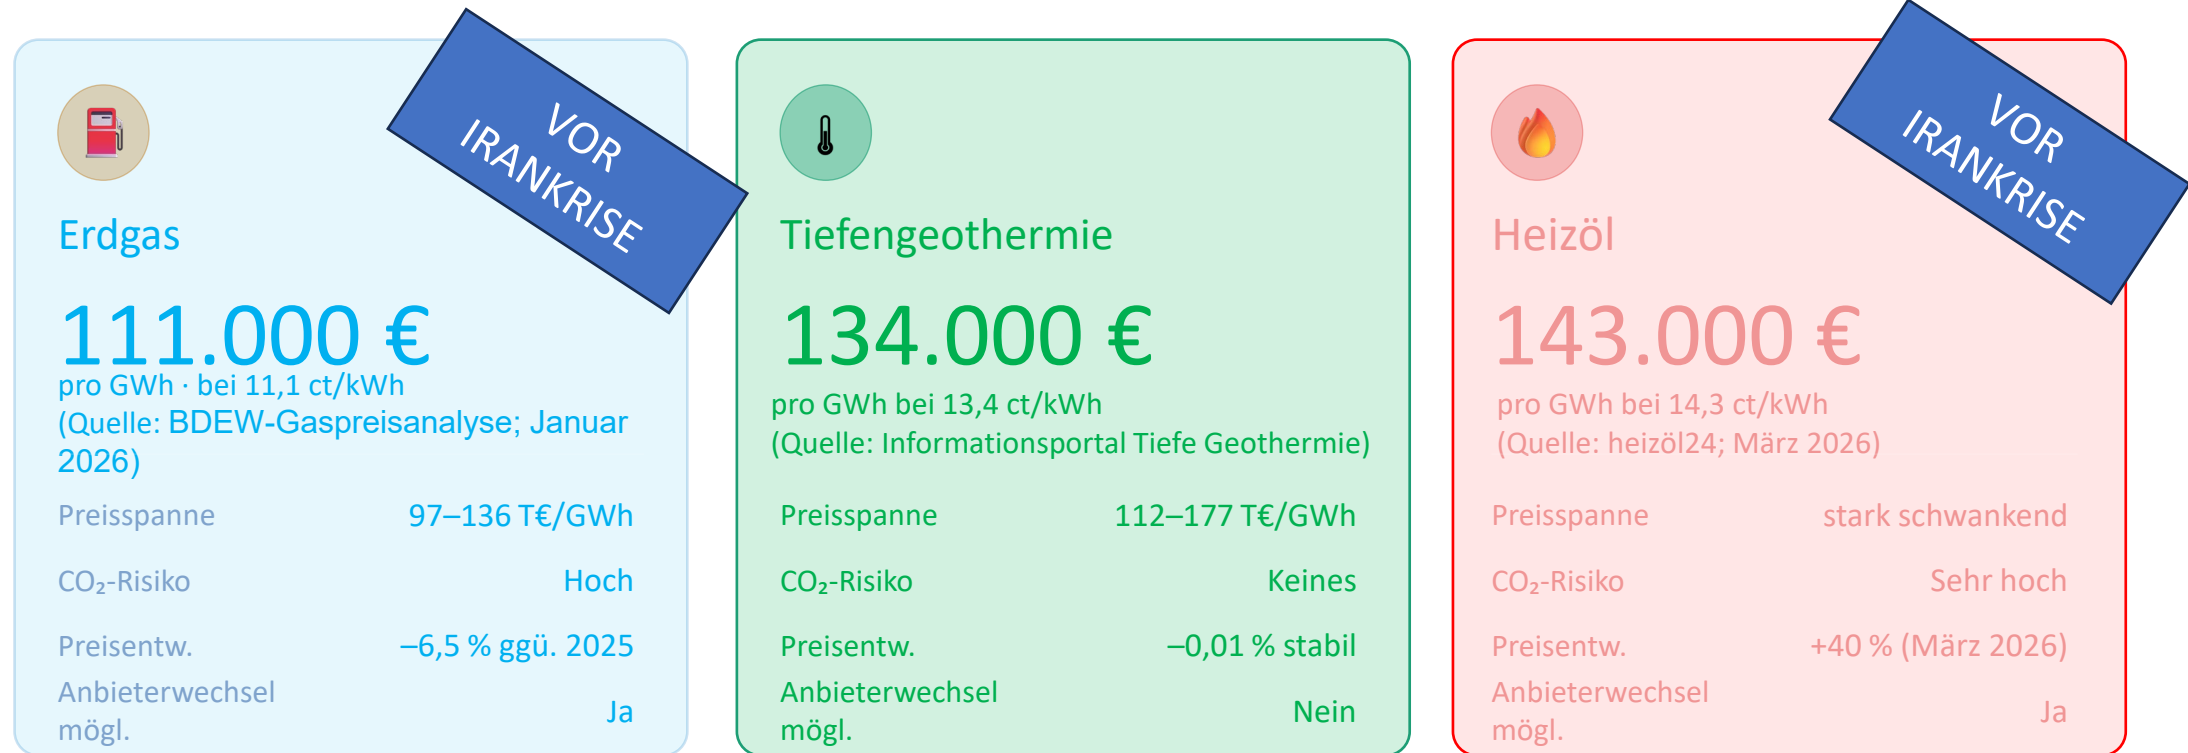 VOR
IRANKRISE
Erdgas
111.000 €
pro GWh · bei 11,1 ct/kWh
(Quelle: BDEW-Gaspreisanalyse; Januar
2026)
Preisspanne 97–136 T€/GWh
CO₂-Risiko Hoch
Preisentw. –6,5 % ggü. 2025
Anbieterwechsel
mögl. Ja
Tiefengeothermie
134.000 €
pro GWh bei 13,4 ct/kWh
(Quelle: Informationsportal Tiefe Geothermie)
Preisspanne 112–177 T€/GWh
CO₂-Risiko Keines
Preisentw. –0,01 % stabil
Anbieterwechsel
mögl. Nein
VOR
IRANKRISE
Heizöl
143.000 €
pro GWh bei 14,3 ct/kWh
(Quelle: heizöl24; März 2026)
Preisspanne stark schwankend
CO₂-Risiko Sehr hoch
Preisentw. +40 % (März 2026)
Anbieterwechsel
mögl. Ja